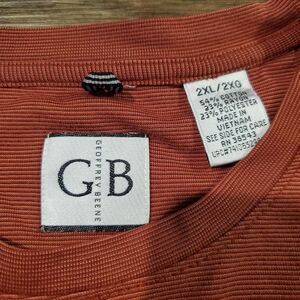 GB
GEOFFREY BEENE
2XL/2XG
54% COTTON
23% RAYON
23% POLYESTER
MADE IN
VIETNAM
SEE SIDE FOR CARE
RN 36543